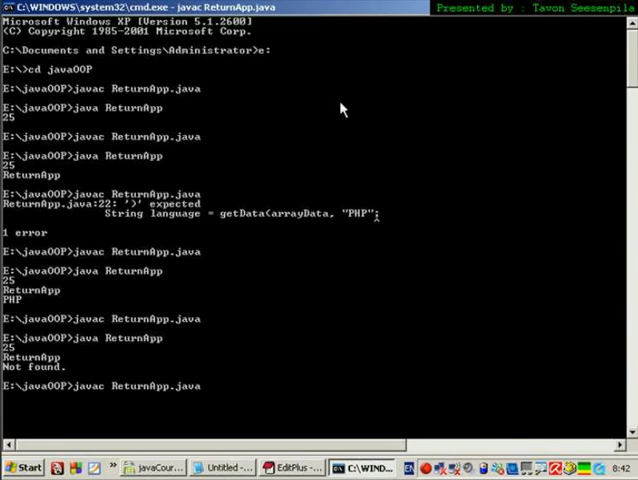 C:\WINDOWS\system32\cmd.exe - javac ReturnApp.java
Presented by : Tavon Seesenpila
Microsoft Windows XP [Version 5.1.2600]
(C) Copyright 1985-2001 Microsoft Corp.
C:\Documents and Settings\Administrator>e:
E:\>cd javaOOP
E:\javaOOP>javac ReturnApp.java
E:\javaOOP>java ReturnApp
25
E:\javaOOP>javac ReturnApp.java
E:\javaOOP>java ReturnApp
25
ReturnApp
E:\javaOOP>javac ReturnApp.java
ReturnApp.java:22: ')' expected
String language = getData(arrayData, "PHP";
^
1 error
E:\javaOOP>javac ReturnApp.java
E:\javaOOP>java ReturnApp
25
ReturnApp
PHP
E:\javaOOP>javac ReturnApp.java
E:\javaOOP>java ReturnApp
25
ReturnApp
Not found.
E:\javaOOP>javac ReturnApp.java
Start » javaCour... Untitled -... EditPlus -... C:\WIND... EN 8:42